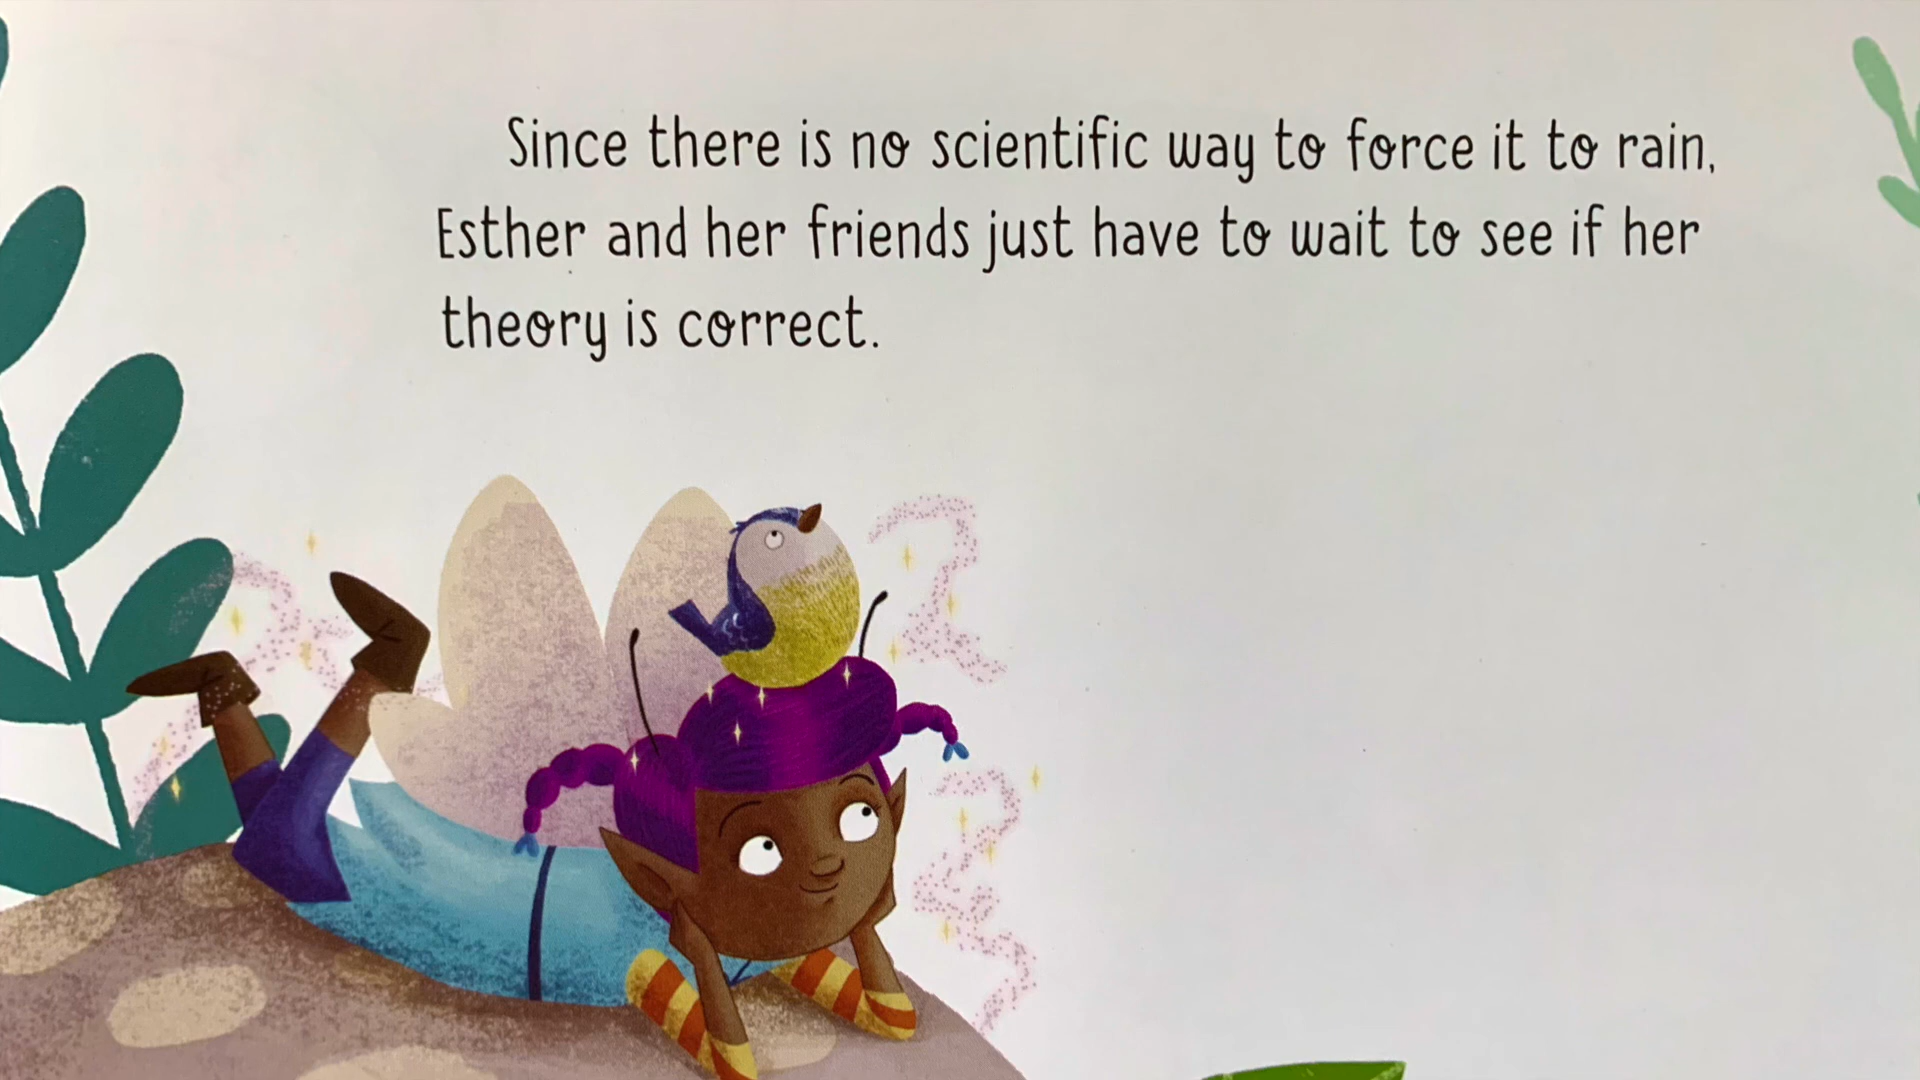 Since there is no scientific way to force it to rain,
Esther and her friends just have to wait to see if her
theory is correct.